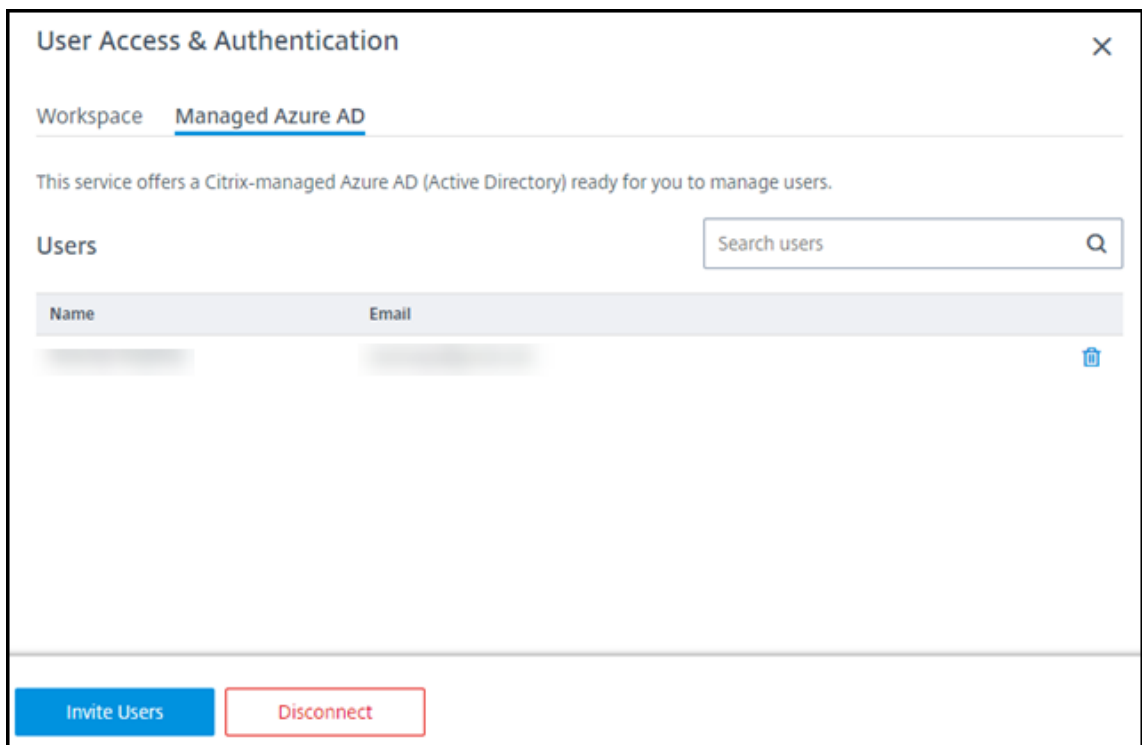 User Access & Authentication
Workspace Managed Azure AD
This service offers a Citrix-managed Azure AD (Active Directory) ready for you to manage users.
Users
Search users
Name Email
Invite Users Disconnect